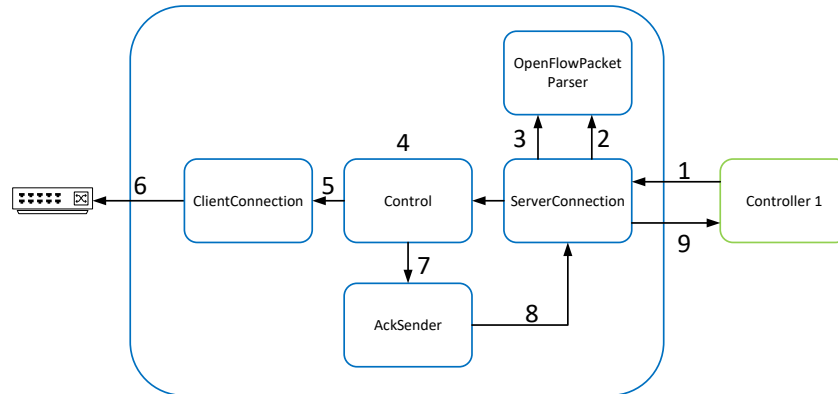 OpenFlowPacket
Parser
4
3
2
1
6
5
ClientConnection
Control
ServerConnection
Controller 1
9
7
8
AckSender